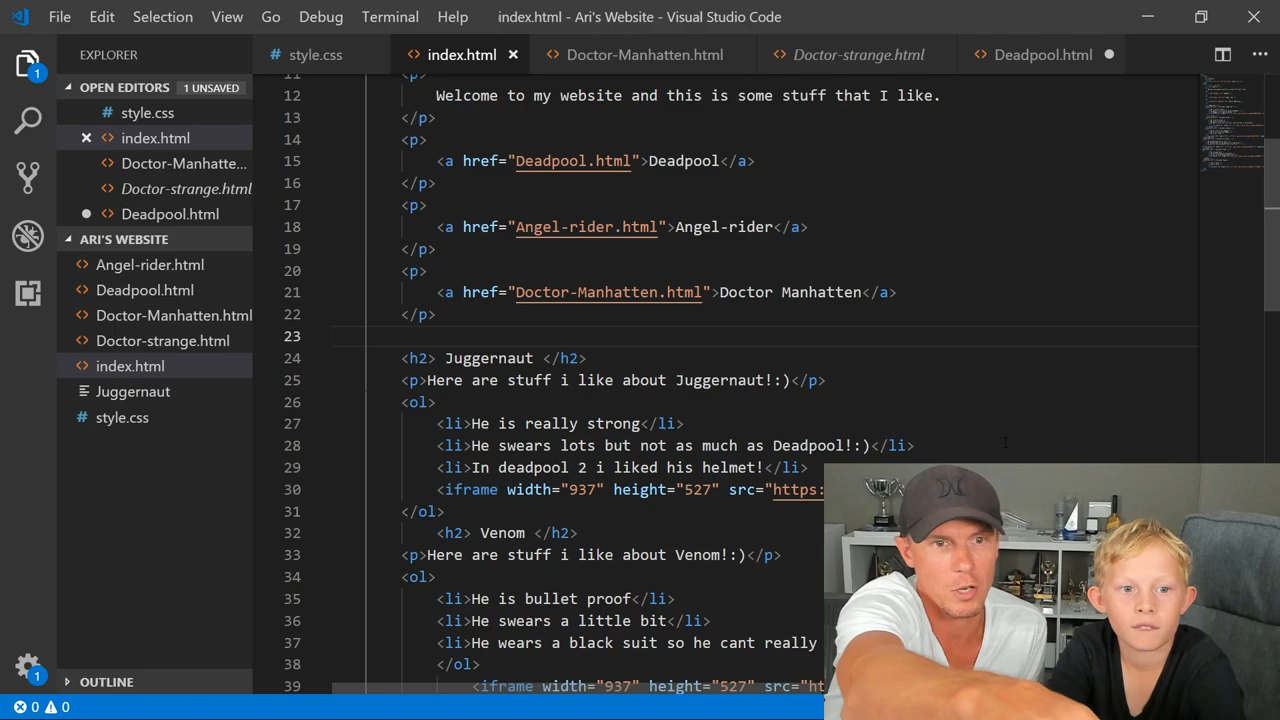 File Edit Selection View Go Debug Terminal Help index.html - Ari's Website - Visual Studio Code
EXPLORER
style.css
index.html
Doctor-Manhatten.html
Doctor-strange.html
Deadpool.html
1
OPEN EDITORS 1 UNSAVED
style.css
index.html
Doctor-Manhatte...
Doctor-strange.html
Deadpool.html
ARI'S WEBSITE
Angel-rider.html
Deadpool.html
Doctor-Manhatten.html
Doctor-strange.html
index.html
Juggernaut
style.css
OUTLINE
1
11 <p>
12 Welcome to my website and this is some stuff that I like.
13 </p>
14 <p>
15 <a href="Deadpool.html">Deadpool</a>
16 </p>
17 <p>
18 <a href="Angel-rider.html">Angel-rider</a>
19 </p>
20 <p>
21 <a href="Doctor-Manhatten.html">Doctor Manhatten</a>
22 </p>
23
24 <h2> Juggernaut </h2>
25 <p>Here are stuff i like about Juggernaut!:)</p>
26 <ol>
27 <li>He is really strong</li>
28 <li>He swears lots but not as much as Deadpool!:)</li>
29 <li>In deadpool 2 i liked his helmet!</li>
30 <iframe width="937" height="527" src="https:
31 </ol>
32 <h2> Venom </h2>
33 <p>Here are stuff i like about Venom!:)</p>
34 <ol>
35 <li>He is bullet proof</li>
36 <li>He swears a little bit</li>
37 <li>He wears a black suit so he cant really
38 </ol>
39 <iframe width="937" height="527" src="ht
0 0